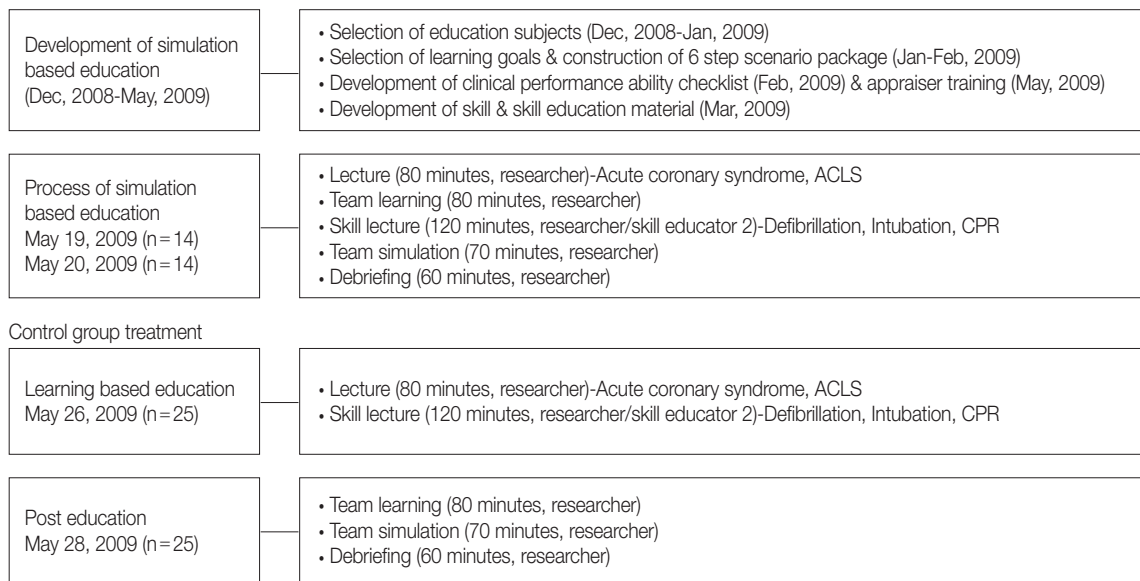 Development of simulation
based education
(Dec, 2008-May, 2009)
• Selection of education subjects (Dec, 2008-Jan, 2009)
• Selection of learning goals & construction of 6 step scenario package (Jan-Feb, 2009)
• Development of clinical performance ability checklist (Feb, 2009) & appraiser training (May, 2009)
• Development of skill & skill education material (Mar, 2009)
Process of simulation
based education
May 19, 2009 (n=14)
May 20, 2009 (n=14)
• Lecture (80 minutes, researcher)-Acute coronary syndrome, ACLS
• Team learning (80 minutes, researcher)
• Skill lecture (120 minutes, researcher/skill educator 2)-Defibrillation, Intubation, CPR
• Team simulation (70 minutes, researcher)
• Debriefing (60 minutes, researcher)
Control group treatment
Learning based education
May 26, 2009 (n=25)
• Lecture (80 minutes, researcher)-Acute coronary syndrome, ACLS
• Skill lecture (120 minutes, researcher/skill educator 2)-Defibrillation, Intubation, CPR
Post education
May 28, 2009 (n=25)
• Team learning (80 minutes, researcher)
• Team simulation (70 minutes, researcher)
• Debriefing (60 minutes, researcher)